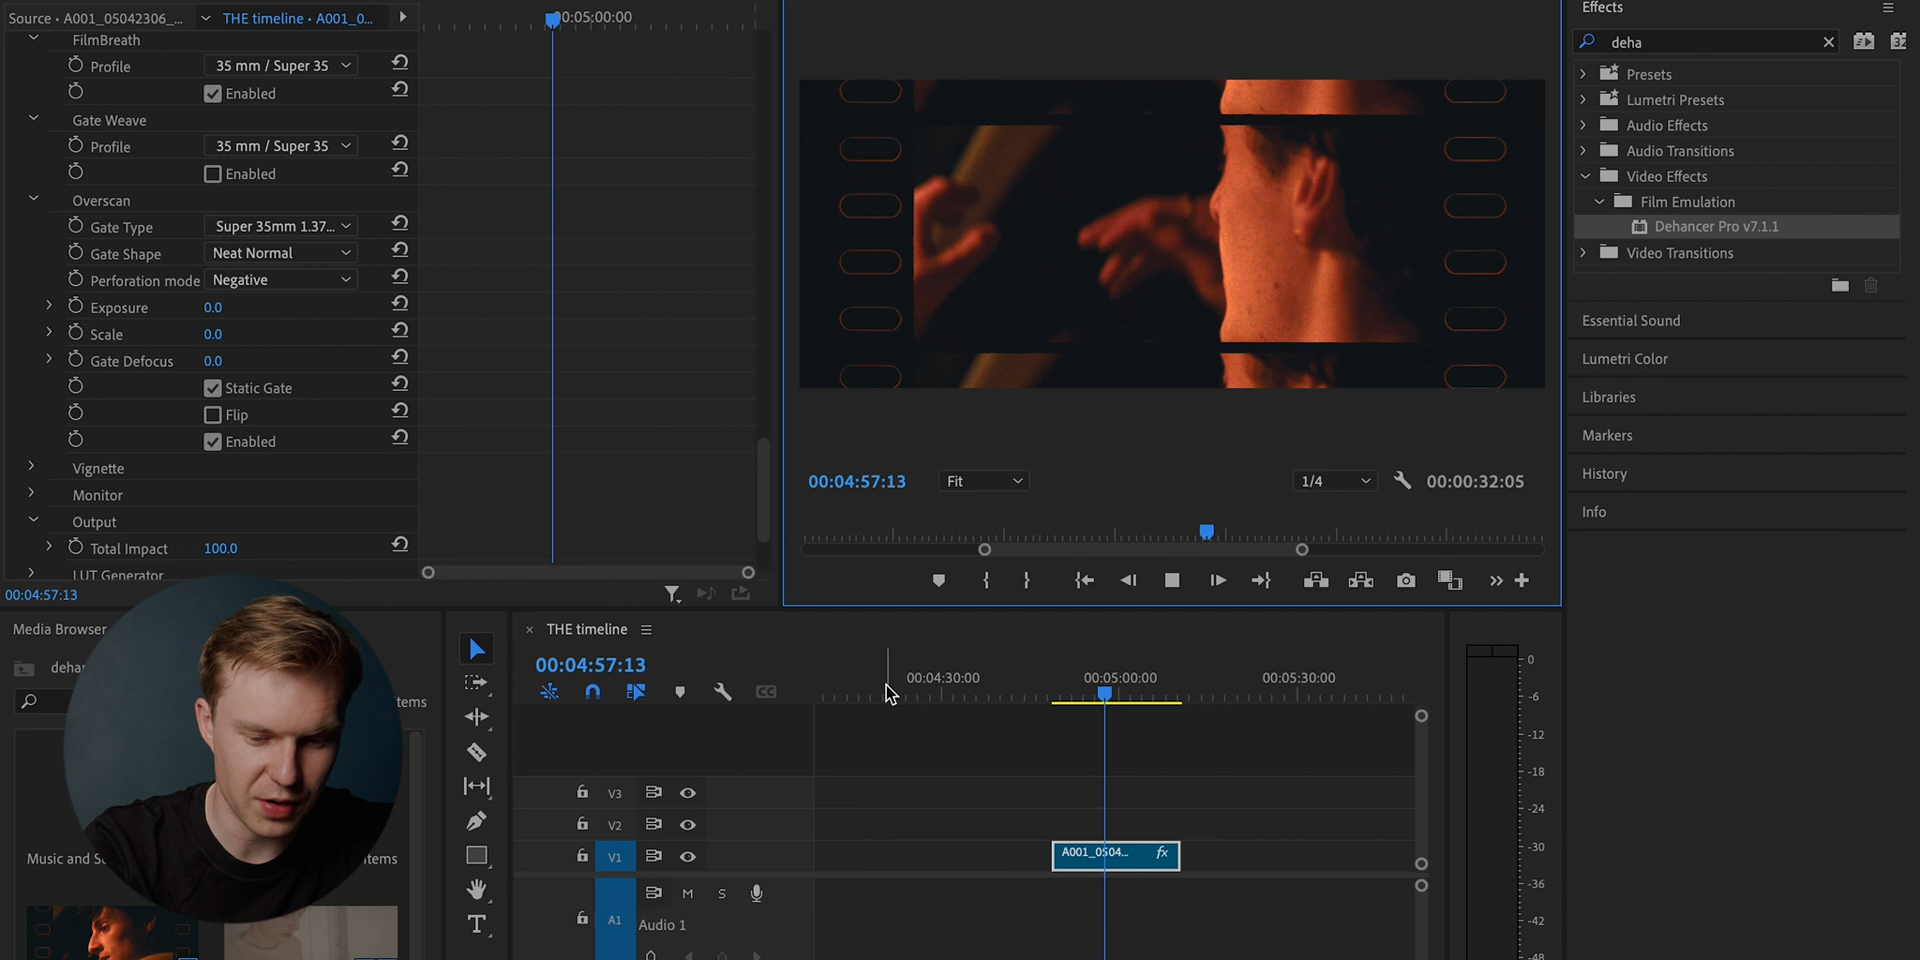 Source • A001_05042306_...
THE timeline • A001_0...
00:05:00:00
FilmBreath
Profile
35 mm / Super 35
Enabled
Gate Weave
Profile
35 mm / Super 35
Enabled
Overscan
Gate Type
Super 35mm 1.37...
Gate Shape
Neat Normal
Perforation mode
Negative
Exposure
0.0
Scale
0.0
Gate Defocus
0.0
Static Gate
Flip
Enabled
Vignette
Monitor
Output
Total Impact
100.0
LUT Generator
00:04:57:13
00:04:57:13
Fit
1/4
00:00:32:05
Effects
deha
32
Presets
Lumetri Presets
Audio Effects
Audio Transitions
Video Effects
Film Emulation
Dehancer Pro v7.1.1
Video Transitions
Essential Sound
Lumetri Color
Libraries
Markers
History
Info
Media Browser
deha
tems
Music and S
tems
× THE timeline
00:04:57:13
CC
00:04:30:00
00:05:00:00
00:05:30:00
V3
V2
V1
A001_0504...
fx
A1
M
S
Audio 1
T
0
-6
-12
-18
-24
-30
-36
-42
-48